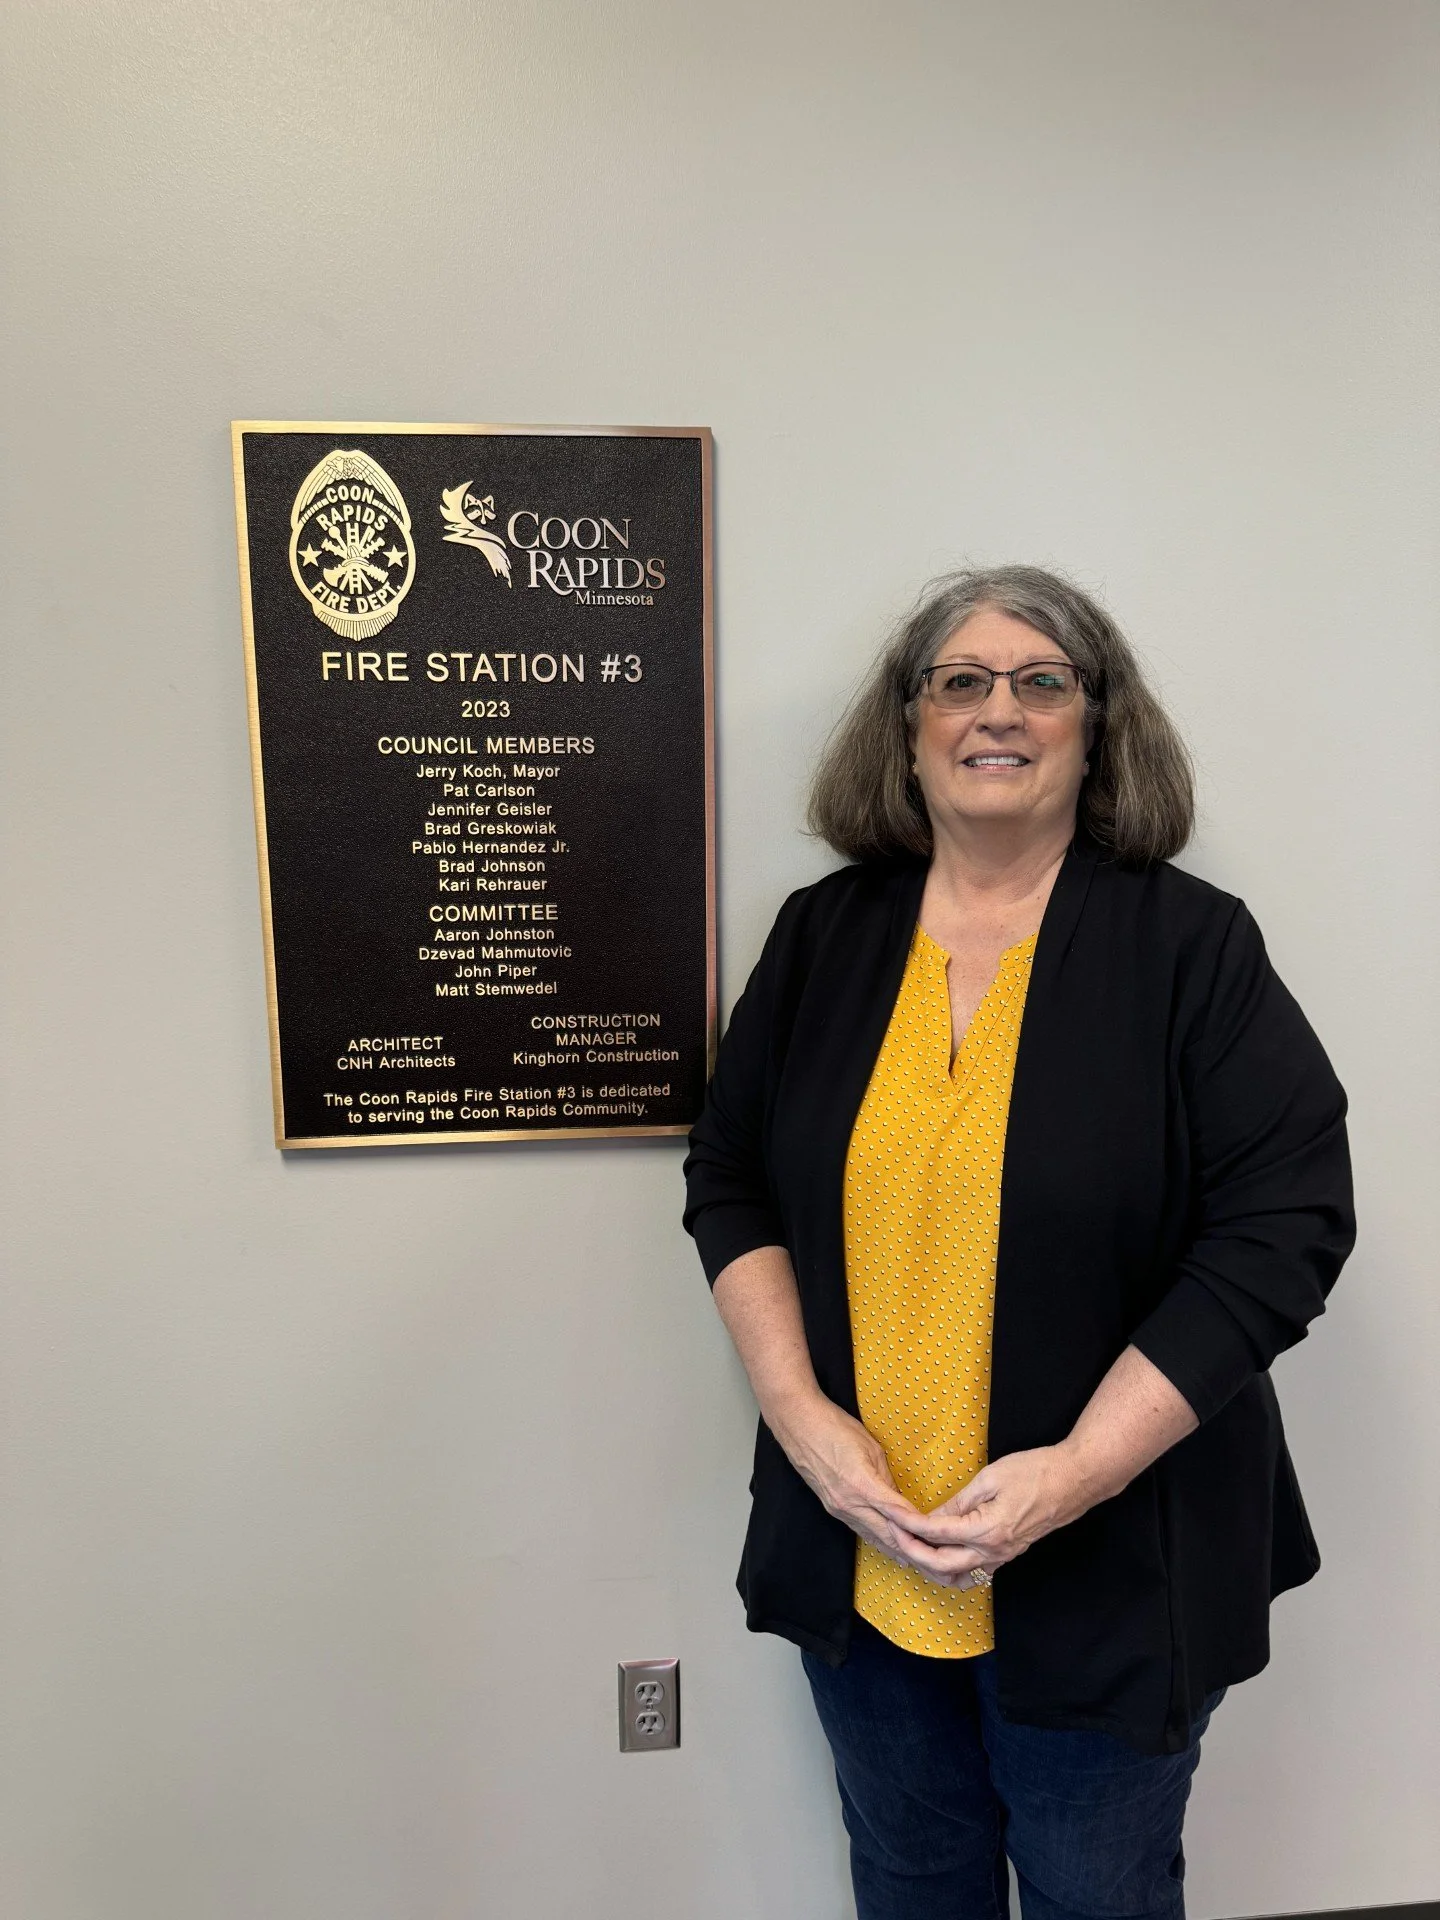 COON
RAPIDS
FIRE DEPT.
COON
RAPIDS
Minnesota
FIRE STATION #3
2023
COUNCIL MEMBERS
Jerry Koch, Mayor
Pat Carlson
Jennifer Geisler
Brad Greskowiak
Pablo Hernandez Jr.
Brad Johnson
Kari Rehrauer
COMMITTEE
Aaron Johnston
Dzevad Mahmutovic
John Piper
Matt Stemwedel
ARCHITECT
CNH Architects
CONSTRUCTION
MANAGER
Kinghorn Construction
The Coon Rapids Fire Station #3 is dedicated
to serving the Coon Rapids Community.